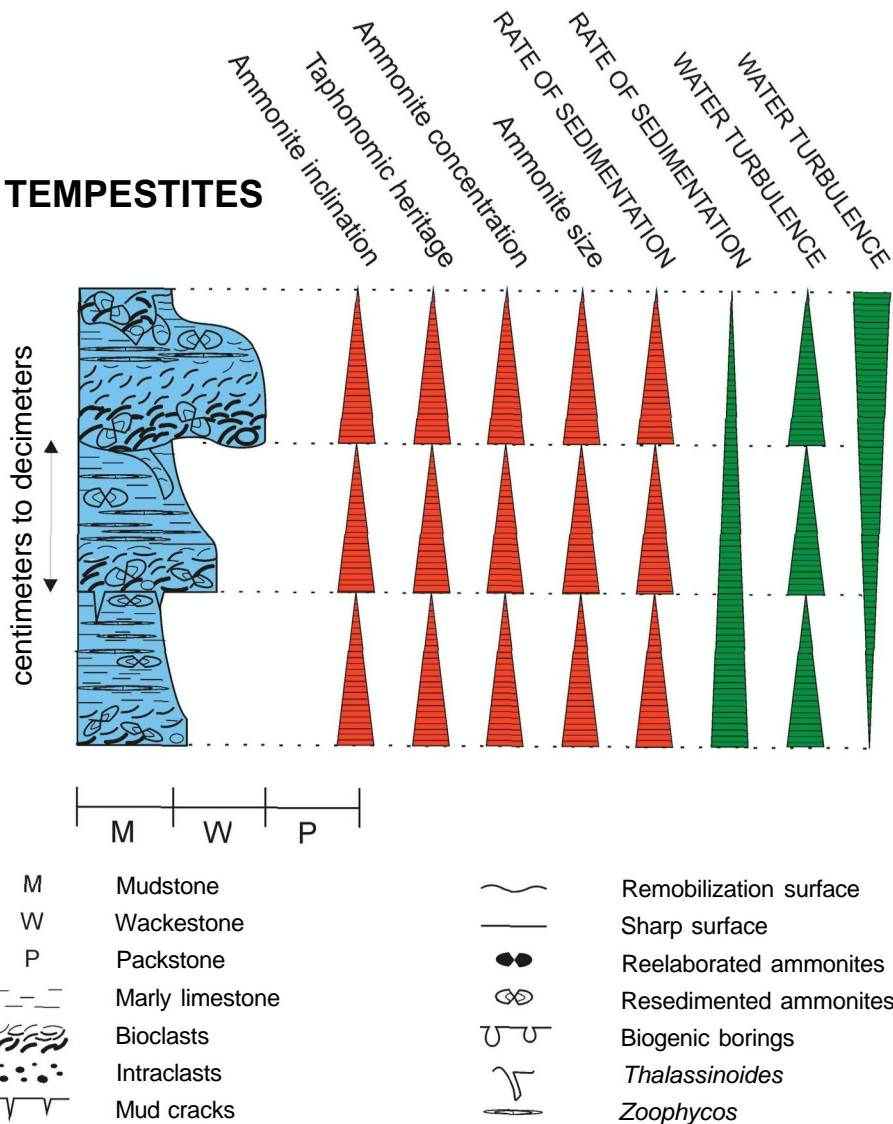 Ammonite inclination
Taphonomic heritage
Ammonite concentration
Ammonite size
RATE OF SEDIMENTATION
RATE OF SEDIMENTATION
WATER TURBULENCE
WATER TURBULENCE
TEMPESTITES
centimeters to decimeters
M W P
M Mudstone
W Wackestone
P Packstone
Marly limestone
Bioclasts
Intraclasts
Mud cracks
Remobilization surface
Sharp surface
Reelaborated ammonites
Resedimented ammonites
Biogenic borings
Thalassinoides
Zoophycos